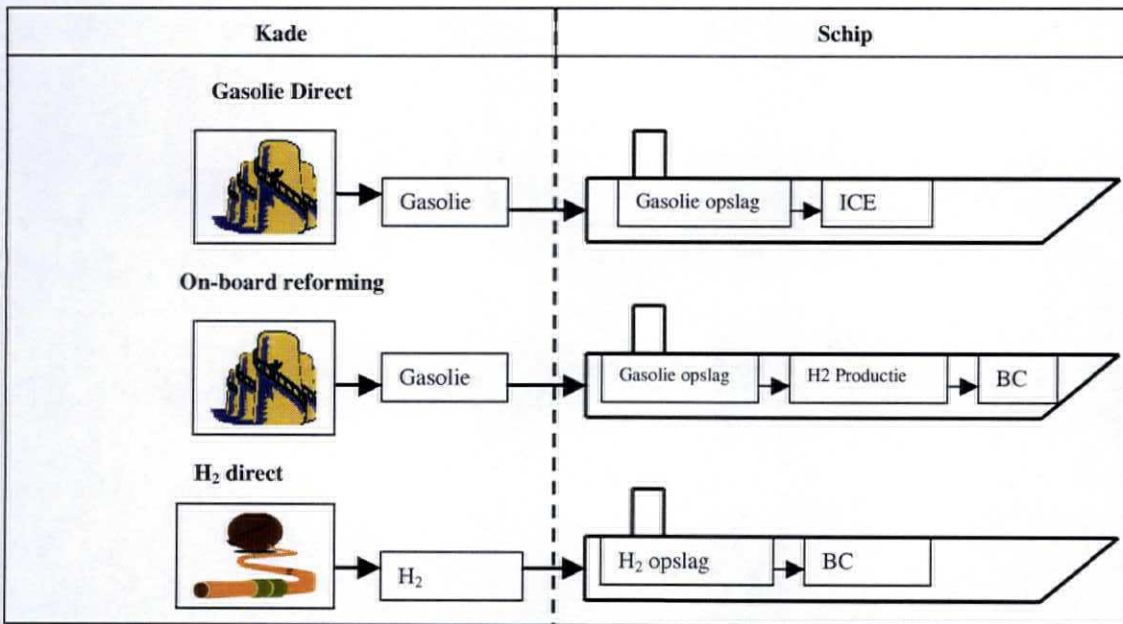 Kade
Schip
Gasolie Direct
Gasolie
Gasolie opslag
ICE
On-board reforming
Gasolie
Gasolie opslag
H2 Productie
BC
H₂ direct
H₂
H₂ opslag
BC